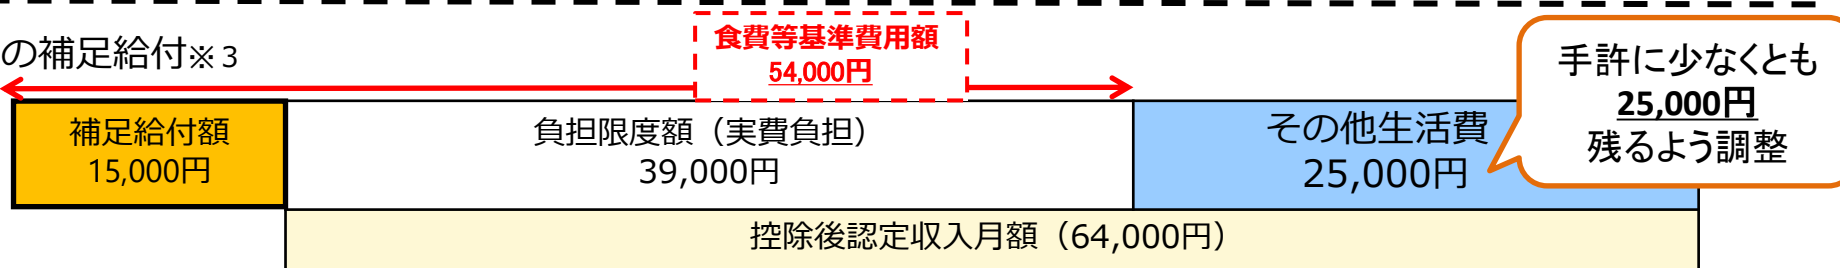 の補足給付※3
食費等基準費用額
54,000円
手許に少なくとも
25,000円
残るよう調整
補足給付額
15,000円
負担限度額（実費負担）
39,000円
その他生活費
25,000円
控除後認定収入月額（64,000円）